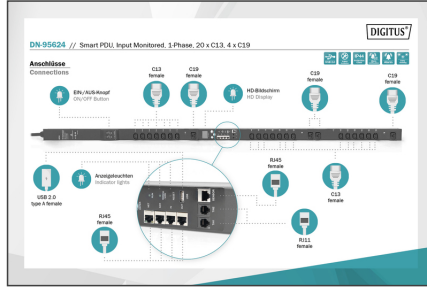 DIGITUS®
DN-95624 // Smart PDU, Input Monitored, 1-Phase, 20 x C13, 4 x C19
Anschlüsse
Connections
EIN-/AUS-Knopf
ON/OFF Button
C13
female
C19
female
HD-Bildschirm
HD Display
C19
female
C19
female
USB 2.0
type A female
Anzeigeleuchten
Indicator lights
RJ45
female
RJ45
female
C13
female
RJ11
female